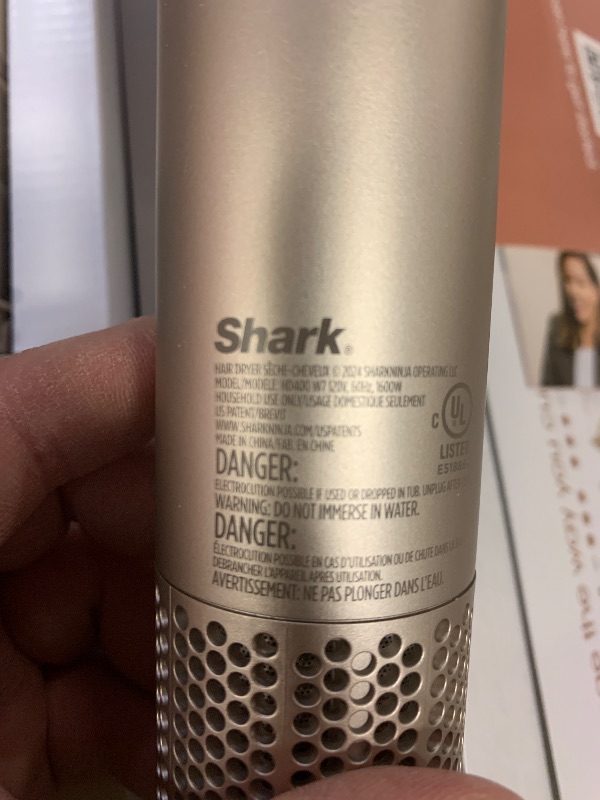 Shark®
HAIR DRYER SÈCHE-CHEVEUX © 2024 SHARKNINJA OPERATING LLC
MODEL/MODÈLE: HD400 W7 120V, 60Hz, 1600W
HOUSEHOLD USE ONLY/USAGE DOMESTIQUE SEULEMENT
US PATENT/BREVET
WWW.SHARKNINJA.COM/USPATENTS
MADE IN CHINA/FAB. EN CHINE
C UL
LISTED
DANGER:
ELECTROCUTION POSSIBLE IF USED OR DROPPED IN TUB. UNPLUG AFTER
WARNING: DO NOT IMMERSE IN WATER.
DANGER:
ÉLECTROCUTION POSSIBLE EN CAS D'UTILISATION OU DE CHUTE DANS
DEBRANCHER L'APPAREIL APRES UTILISATION.
AVERTISSEMENT: NE PAS PLONGER DANS L'EAU.